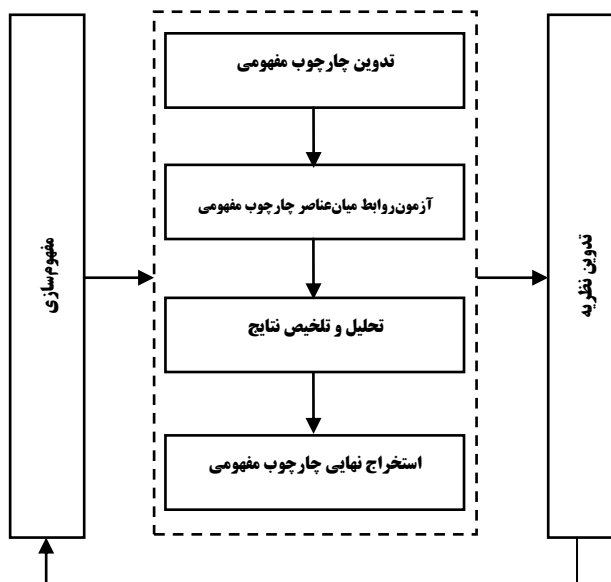 تدوین چارچوب مفهومی
آزمون‌روابط میان‌عناصر چارچوب مفهومی
تحلیل و تلخیص نتایج
استخراج نهایی چارچوب مفهومی
تدوین نظریه
مفهوم‌سازی